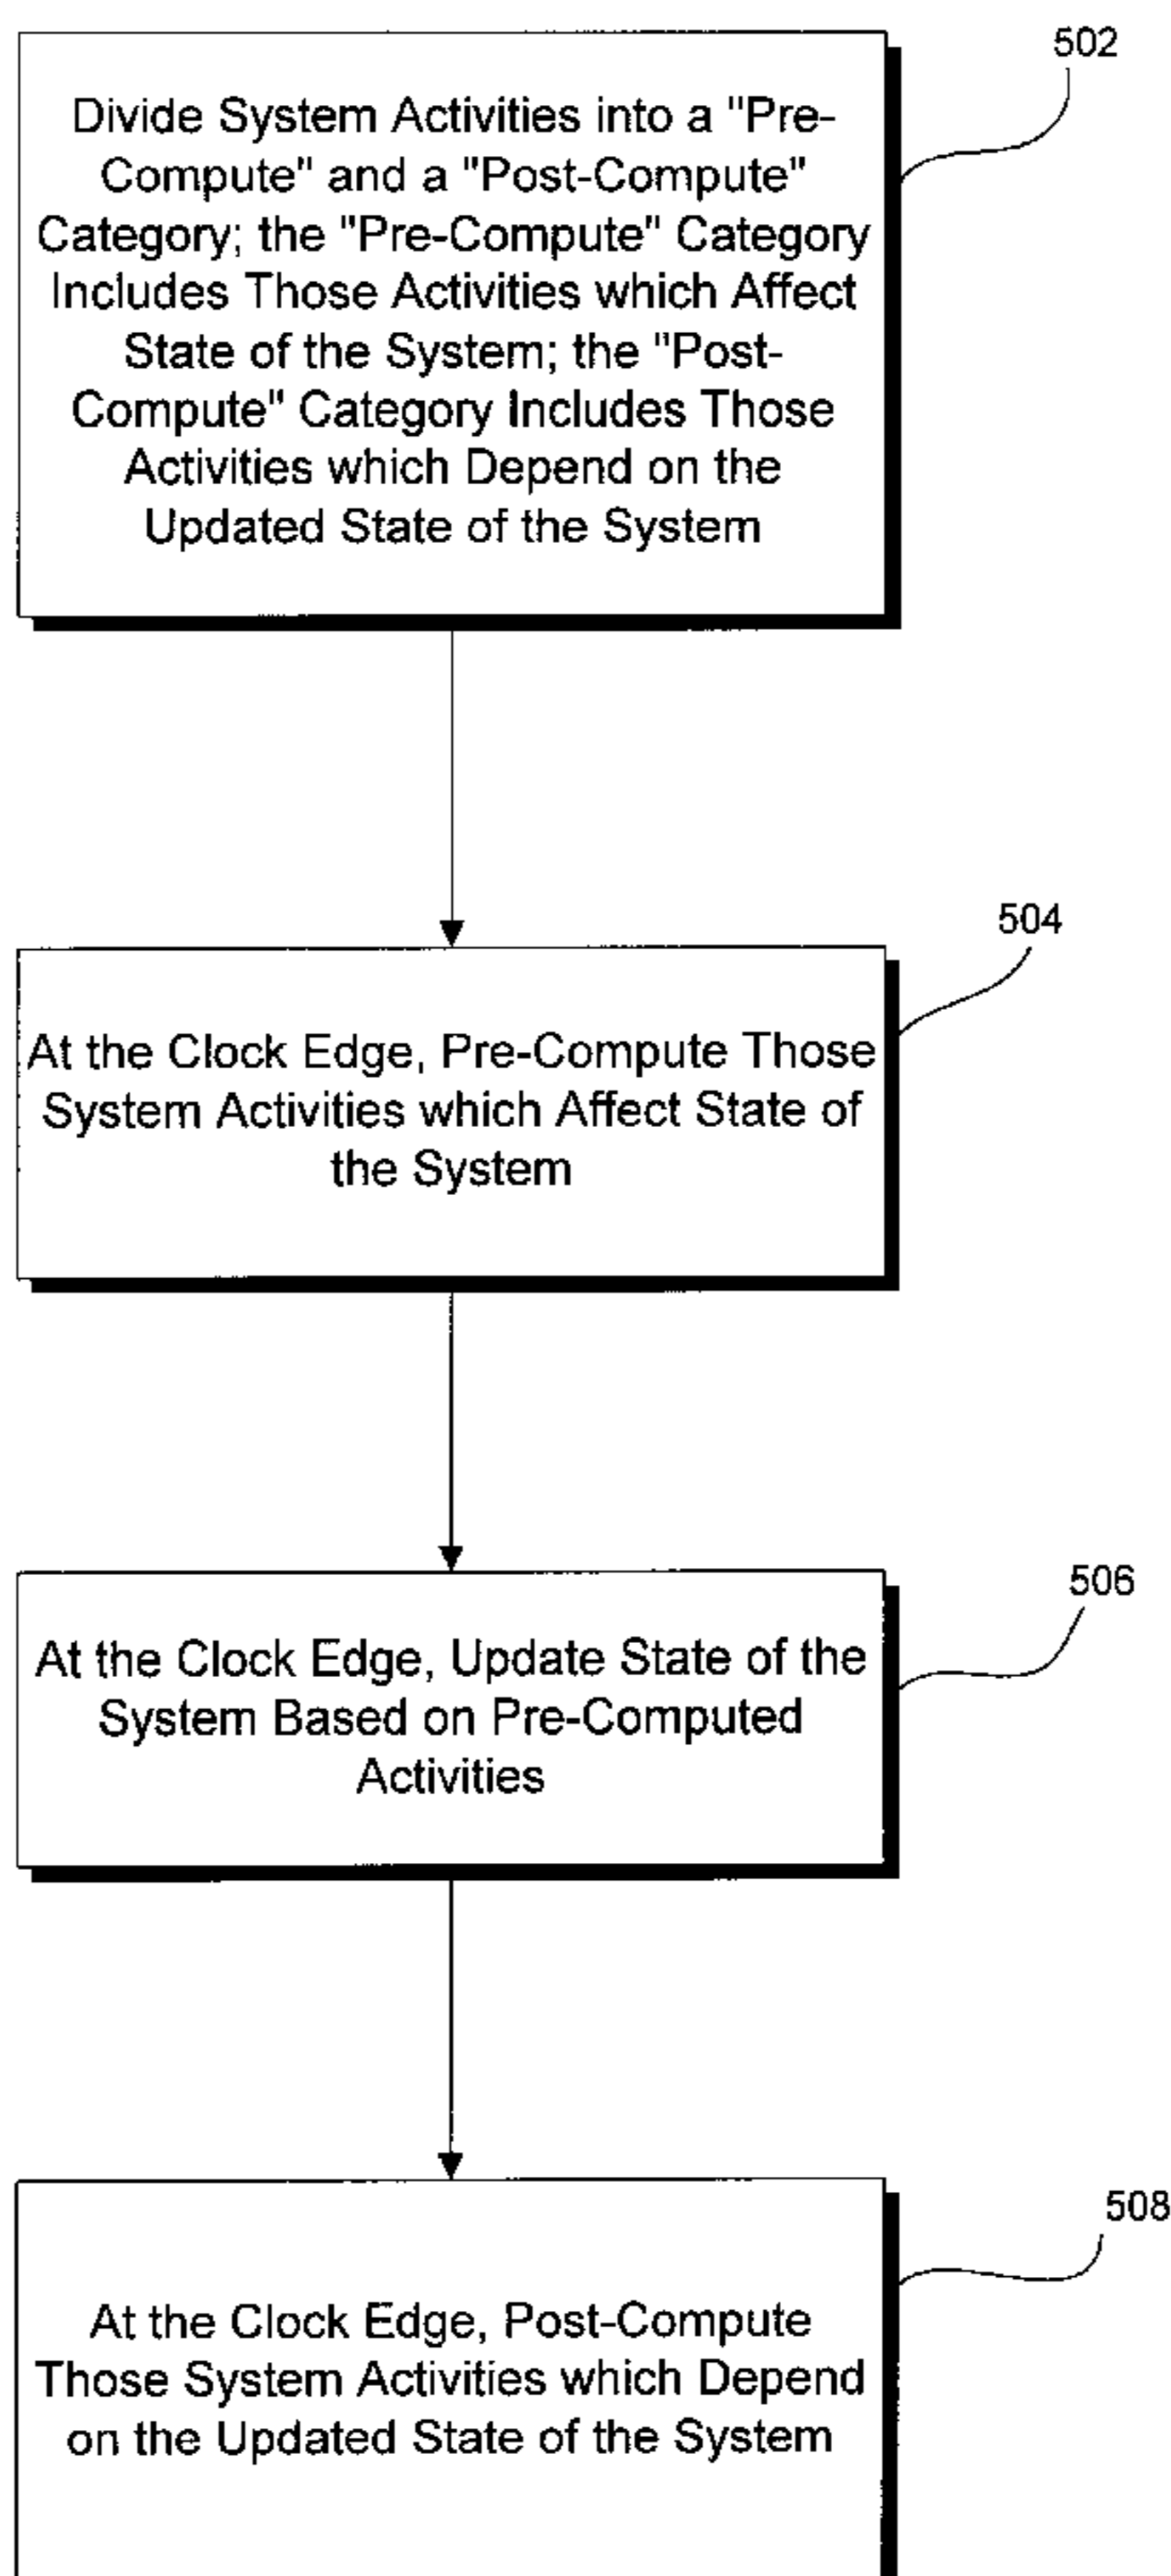 502
Divide System Activities into a "Pre-
Compute" and a "Post-Compute"
Category; the "Pre-Compute" Category
Includes Those Activities which Affect
State of the System; the "Post-
Compute" Category Includes Those
Activities which Depend on the
Updated State of the System
504
At the Clock Edge, Pre-Compute Those
System Activities which Affect State of
the System
506
At the Clock Edge, Update State of the
System Based on Pre-Computed
Activities
508
At the Clock Edge, Post-Compute
Those System Activities which Depend
on the Updated State of the System